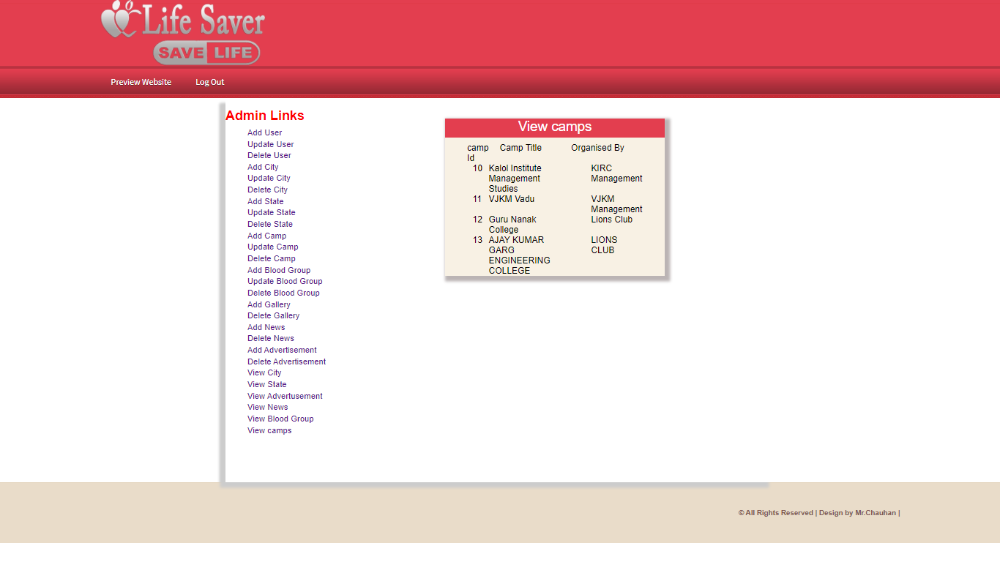 Life Saver
SAVE LIFE
Preview Website Log Out
Admin Links
Add User
Update User
Delete User
Add City
Update City
Delete City
Add State
Update State
Delete State
Add Camp
Update Camp
Delete Camp
Add Blood Group
Update Blood Group
Delete Blood Group
Add Gallery
Delete Gallery
Add News
Delete News
Add Advertisement
Delete Advertisement
View City
View State
View Advertusement
View News
View Blood Group
View camps
View camps
camp Camp Title Organised By
Id
10 Kalol Institute KIRC
Management Management
Studies
11 VJKM Vadu VJKM
Management
12 Guru Nanak Lions Club
College
13 AJAY KUMAR LIONS
GARG CLUB
ENGINEERING
COLLEGE
© All Rights Reserved | Design by Mr.Chauhan |